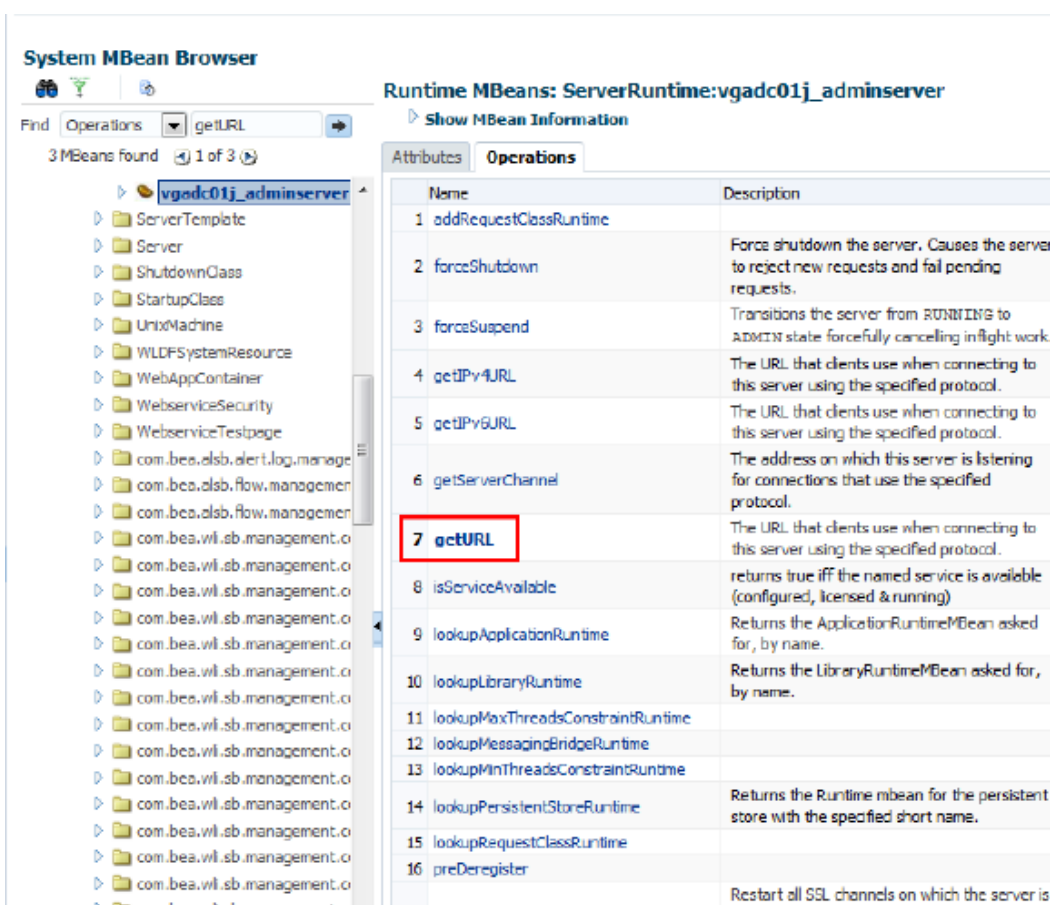 System MBean Browser
Find Operations getURL
3 MBeans found 1 of 3
vgadc01j_adminserver
ServerTemplate
Server
ShutdownClass
StartupClass
UnixMachine
WLDFSystemResource
WebAppContainer
WebserviceSecurity
WebserviceTestpage
com.bea.alsb.alert.log.manage
com.bea.alsb.flow.managemen
com.bea.alsb.flow.managemen
com.bea.wli.sb.management.co
com.bea.wli.sb.management.co
com.bea.wli.sb.management.co
com.bea.wli.sb.management.co
com.bea.wli.sb.management.co
com.bea.wli.sb.management.co
com.bea.wli.sb.management.co
com.bea.wli.sb.management.co
com.bea.wli.sb.management.co
com.bea.wli.sb.management.co
com.bea.wli.sb.management.co
com.bea.wli.sb.management.co
com.bea.wli.sb.management.co
com.bea.wli.sb.management.co
Runtime MBeans: ServerRuntime:vgadc01j_adminserver
Show MBean Information
Attributes Operations
Name Description
1 addRequestClassRuntime
2 forceShutdown Force shutdown the server. Causes the server
to reject new requests and fail pending
requests.
3 forceSuspend Transitions the server from RUNNING to
ADMIN state forcefully cancelling inflight work.
4 getIPv4URL The URL that clients use when connecting to
this server using the specified protocol.
5 getIPv6URL The URL that clients use when connecting to
this server using the specified protocol.
6 getServerChannel The address on which this server is listening
for connections that use the specified
protocol.
7 getURL The URL that clients use when connecting to
this server using the specified protocol.
8 isServiceAvailable returns true iff the named service is available
(configured, licensed & running)
9 lookupApplicationRuntime Returns the ApplicationRuntimeMBean asked
for, by name.
10 lookupLibraryRuntime Returns the LibraryRuntimeMBean asked for,
by name.
11 lookupMaxThreadsConstraintRuntime
12 lookupMessagingBridgeRuntime
13 lookupMinThreadsConstraintRuntime
14 lookupPersistentStoreRuntime Returns the Runtime mbean for the persistent
store with the specified short name.
15 lookupRequestClassRuntime
16 preDeregister
Restart all SSL channels on which the server is